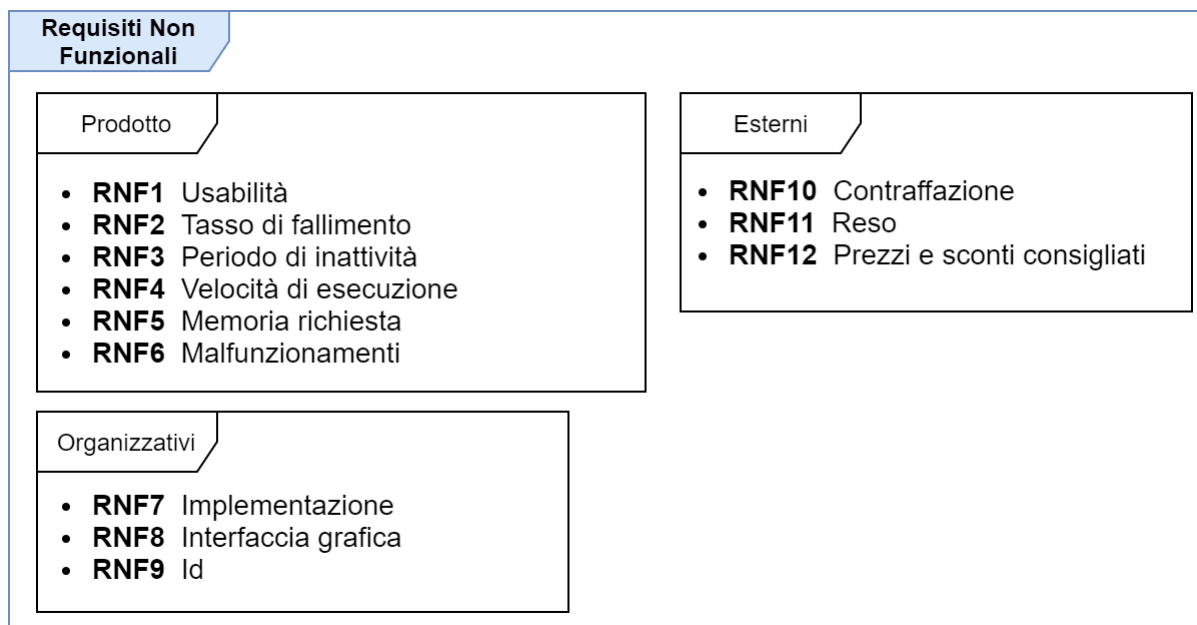 Requisiti Non
Funzionali
Prodotto
RNF1 Usabilità
RNF2 Tasso di fallimento
RNF3 Periodo di inattività
RNF4 Velocità di esecuzione
RNF5 Memoria richiesta
RNF6 Malfunzionamenti
Esterni
RNF10 Contraffazione
RNF11 Reso
RNF12 Prezzi e sconti consigliati
Organizzativi
RNF7 Implementazione
RNF8 Interfaccia grafica
RNF9 Id